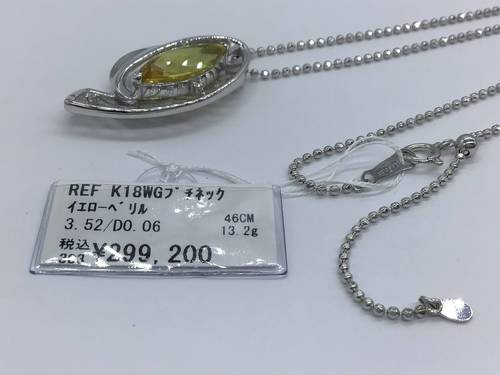 REF K18WGプチネック
イエローベリル
3.52/D0.06
46CM
13.2g
税込 ¥299,200